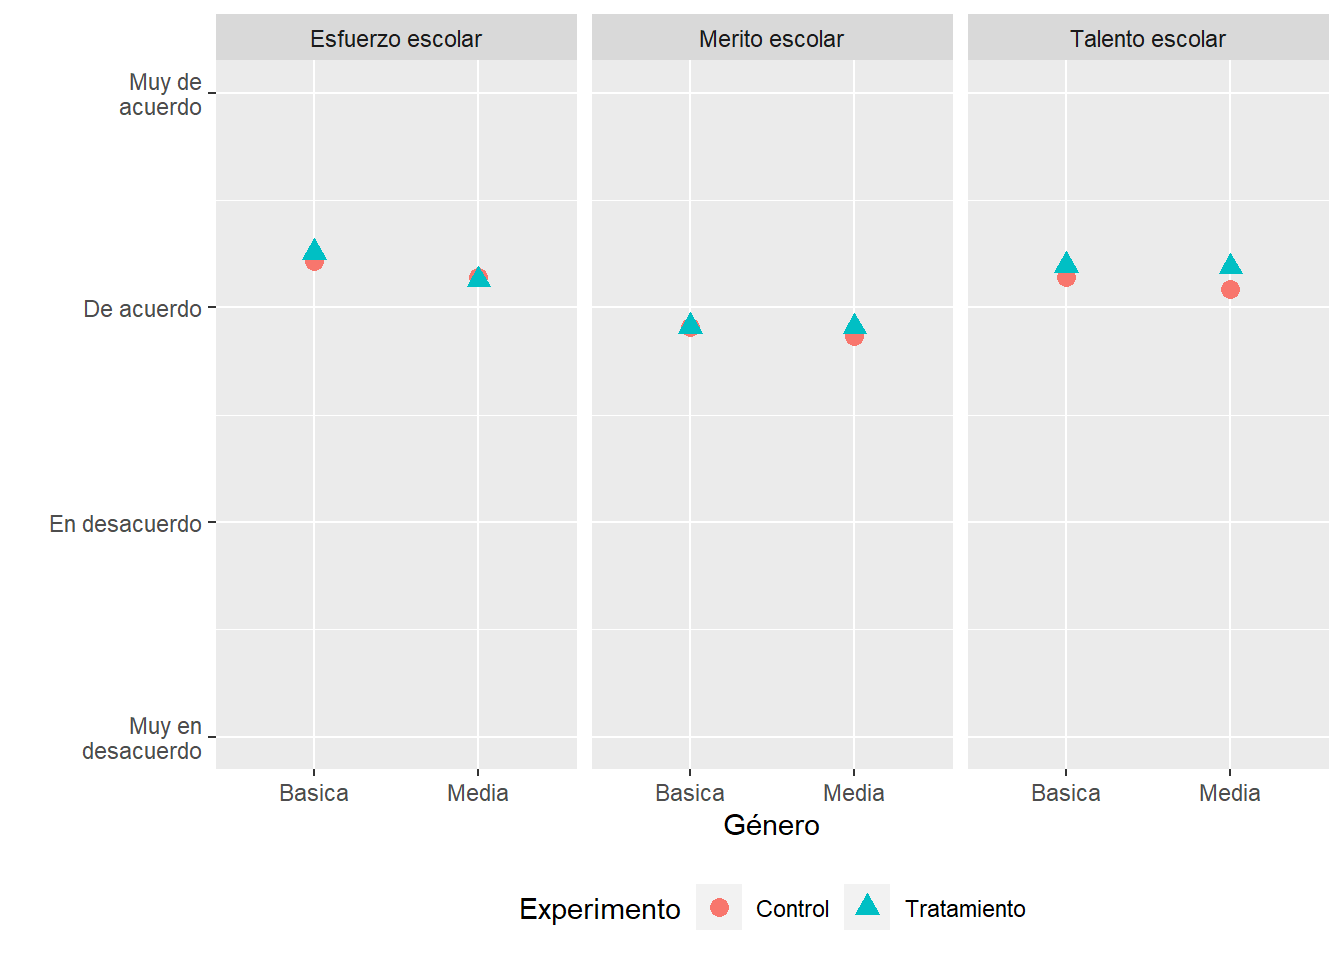 Esfuerzo escolar
Merito escolar
Talento escolar
Muy de
acuerdo
De acuerdo
En desacuerdo
Muy en
desacuerdo
Basica
Media
Basica
Media
Basica
Media
Género
Experimento
Control
Tratamiento